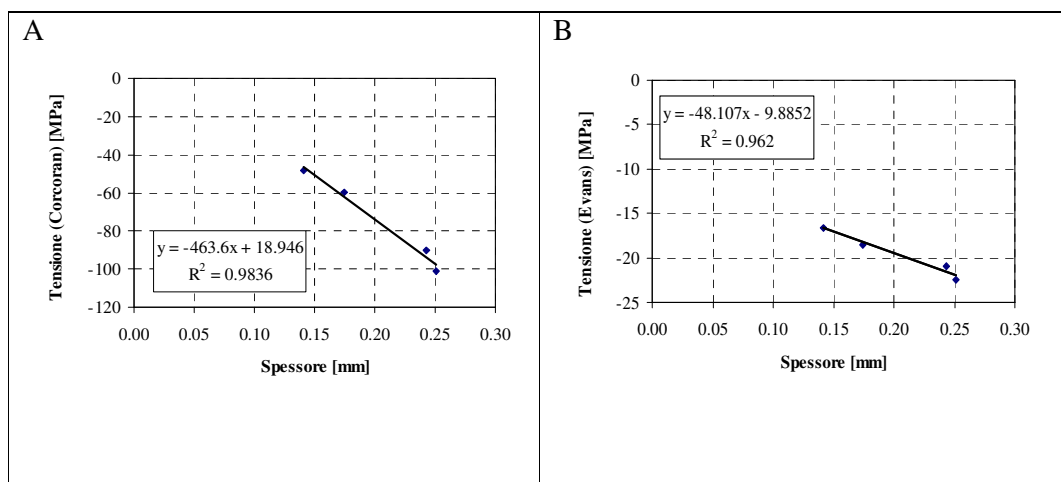 A
0
-20
-40
-60
-80
-100
-120
Tensione (Corcoran) [MPa]
y = -463.6x + 18.946
R² = 0.9836
0.00 0.05 0.10 0.15 0.20 0.25 0.30
Spessore [mm]
B
0
-5
-10
-15
-20
-25
Tensione (Evans) [MPa]
y = -48.107x - 9.8852
R² = 0.962
0.00 0.05 0.10 0.15 0.20 0.25 0.30
Spessore [mm]